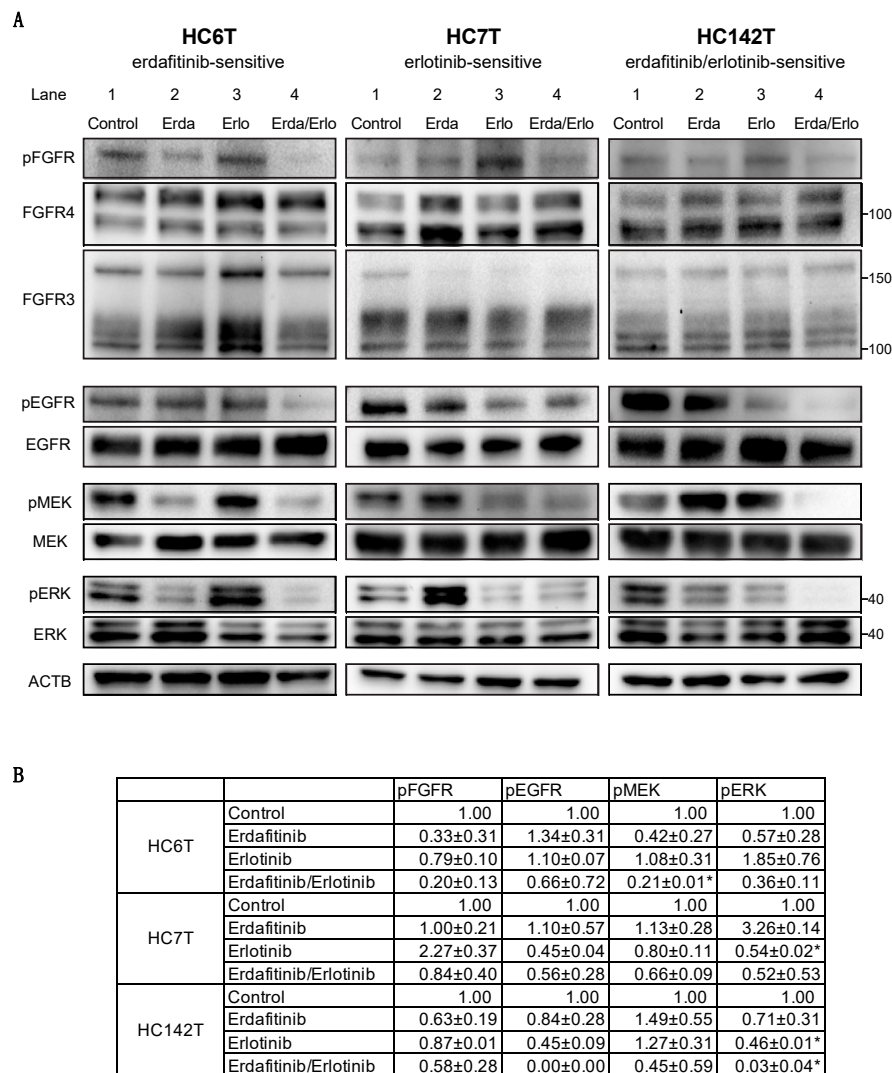 A
HC6T HC7T HC142T
erdafitinib-sensitive erlotinib-sensitive erdafitinib/erlotinib-sensitive
Lane 1 2 3 4 1 2 3 4 1 2 3 4
Control Erda Erlo Erda/Erlo Control Erda Erlo Erda/Erlo Control Erda Erlo Erda/Erlo
pFGFR
FGFR4 -100
FGFR3 -150
-100
pEGFR
EGFR
pMEK
MEK
pERK -40
ERK -40
ACTB
B
pFGFR pEGFR pMEK pERK
HC6T
Control 1.00 1.00 1.00 1.00
Erdafitinib 0.33±0.31 1.34±0.31 0.42±0.27 0.57±0.28
Erlotinib 0.79±0.10 1.10±0.07 1.08±0.31 1.85±0.76
Erdafitinib/Erlotinib 0.20±0.13 0.66±0.72 0.21±0.01* 0.36±0.11
HC7T
Control 1.00 1.00 1.00 1.00
Erdafitinib 1.00±0.21 1.10±0.57 1.13±0.28 3.26±0.14
Erlotinib 2.27±0.37 0.45±0.04 0.80±0.11 0.54±0.02*
Erdafitinib/Erlotinib 0.84±0.40 0.56±0.28 0.66±0.09 0.52±0.53
HC142T
Control 1.00 1.00 1.00 1.00
Erdafitinib 0.63±0.19 0.84±0.28 1.49±0.55 0.71±0.31
Erlotinib 0.87±0.01 0.45±0.09 1.27±0.31 0.46±0.01*
Erdafitinib/Erlotinib 0.58±0.28 0.00±0.00 0.45±0.59 0.03±0.04*